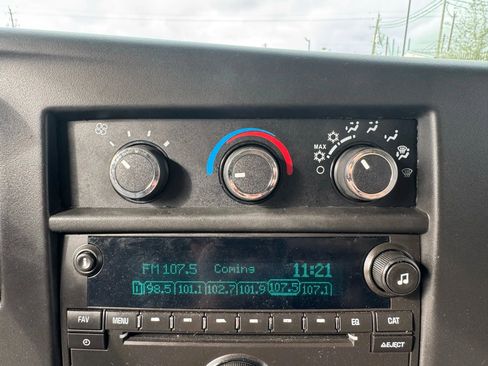 MAX
FM 107.5 Coming 11:21
98.5 101.1 102.7 101.9 107.5 107.1
FAV MENU EQ CAT
EJECT